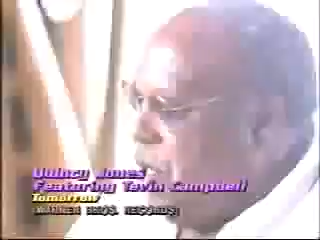 Quincy Jones
Featuring Tevin Campbell
Tomorrow
(WARNER BROS. RECORDS)